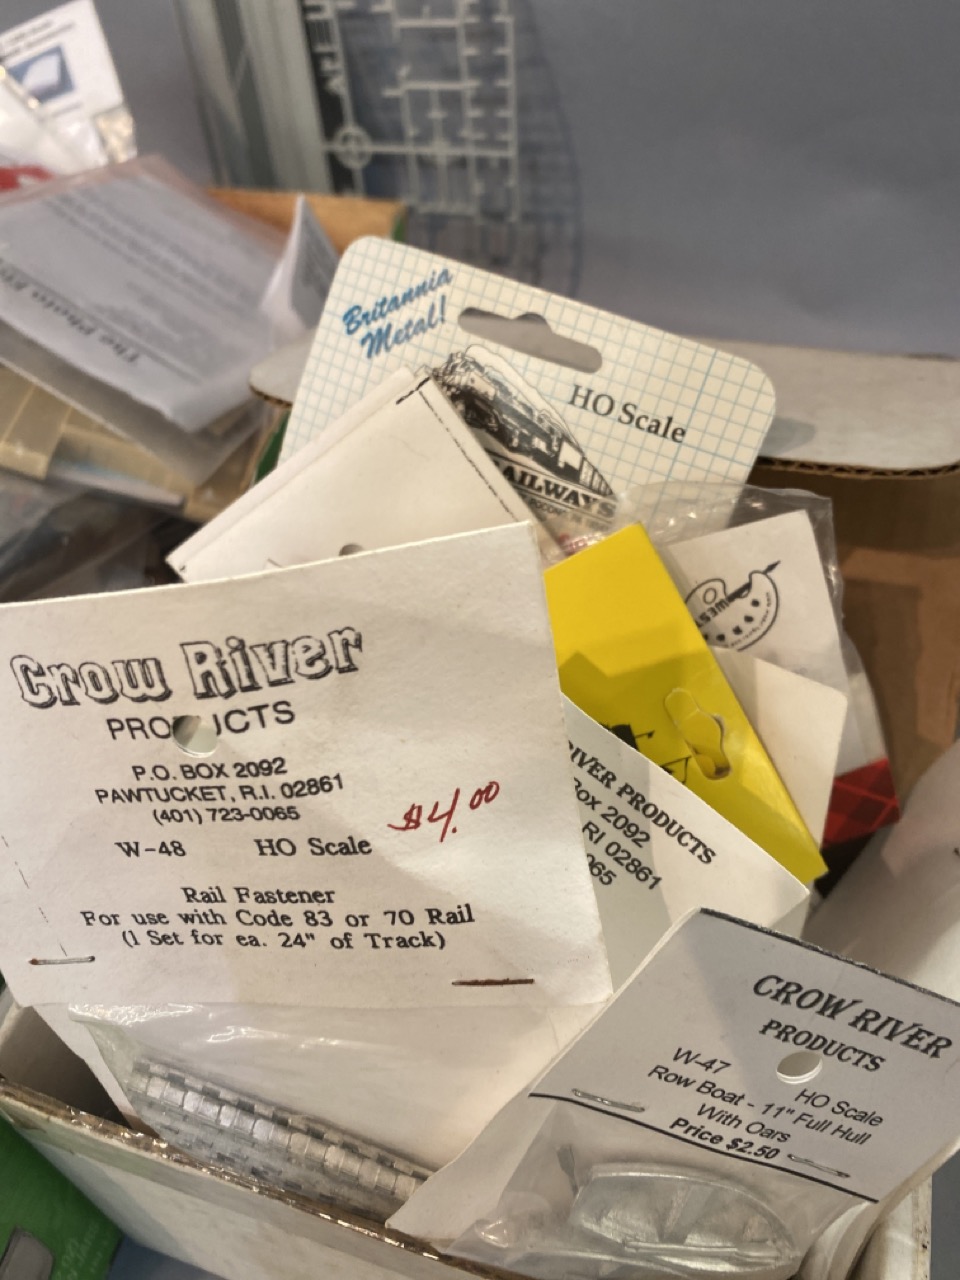 The Photo
Britannia
Metal!
HO Scale
RAILWAYS
Crow River
PRODUCTS
P.O. BOX 2092
PAWTUCKET, R.I. 02861
(401) 723-0065
$4.00
W-48 HO Scale
Rail Fastener
For use with Code 83 or 70 Rail
(1 Set for ea. 24" of Track)
RIVER PRODUCTS
Box 2092
RI 02861
065
CROW RIVER
PRODUCTS
W-47 HO Scale
Row Boat - 11" Full Hull
With Oars
Price $2.50